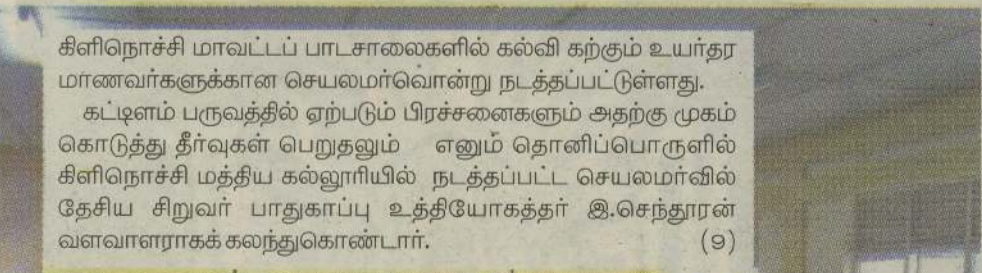 கிளிநொச்சி மாவட்டப் பாடசாலைகளில் கல்வி கற்கும் உயர்தர
மாணவர்களுக்கான செயலமர்வொன்று நடத்தப்பட்டுள்ளது.
கட்டிளம் பருவத்தில் ஏற்படும் பிரச்சனைகளும் அதற்கு முகம்
கொடுத்து தீர்வுகள் பெறுதலும் எனும் தொனிப்பொருளில்
கிளிநொச்சி மத்திய கல்லூரியில் நடத்தப்பட்ட செயலமர்வில்
தேசிய சிறுவர் பாதுகாப்பு உத்தியோகத்தர் இ.செந்தூரன்
வளவாளராகக் கலந்துகொண்டார். (9)